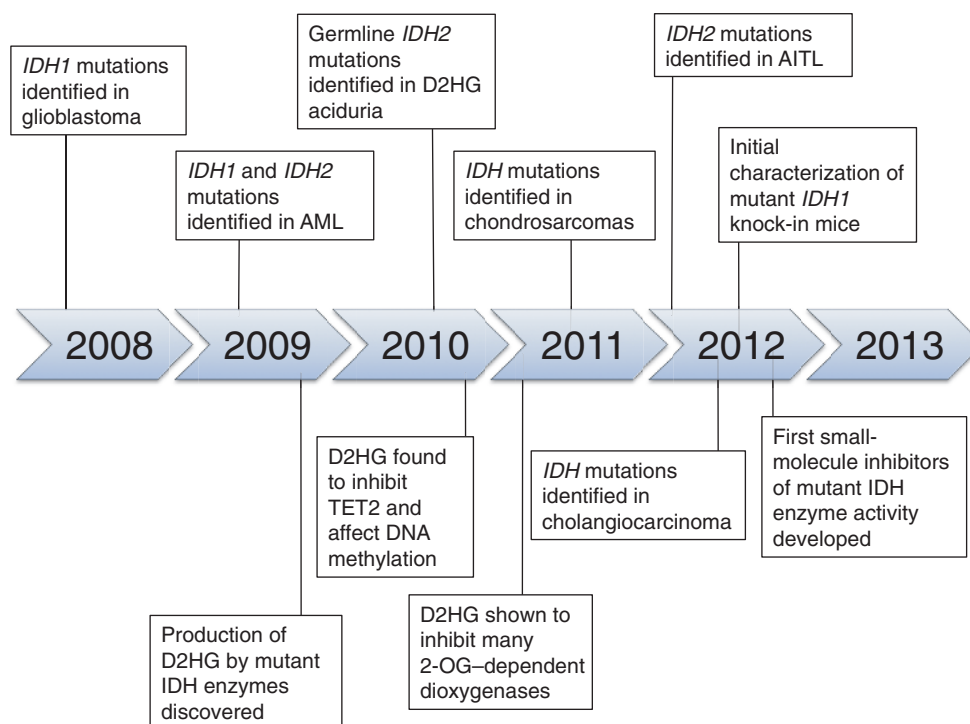 IDH1 mutations
identified in
glioblastoma
Germline IDH2
mutations
identified in D2HG
aciduria
IDH2 mutations
identified in AITL
IDH1 and IDH2
mutations
identified in AML
IDH mutations
identified in
chondrosarcomas
Initial
characterization of
mutant IDH1
knock-in mice
2008
2009
2010
2011
2012
2013
D2HG found
to inhibit
TET2 and
affect DNA
methylation
IDH mutations
identified in
cholangiocarcinoma
First small-
molecule inhibitors
of mutant IDH
enzyme activity
developed
Production of
D2HG by mutant
IDH enzymes
discovered
D2HG shown to
inhibit many
2-OG–dependent
dioxygenases